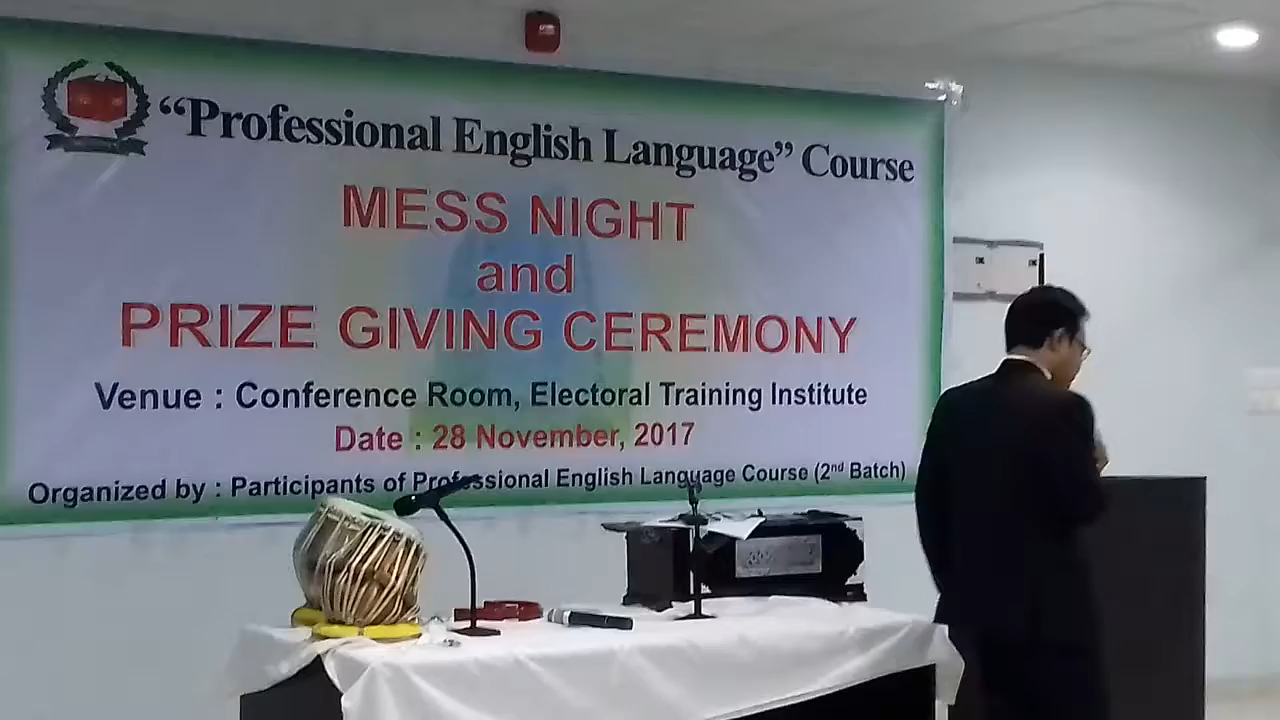 “Professional English Language” Course
MESS NIGHT
and
PRIZE GIVING CEREMONY
Venue : Conference Room, Electoral Training Institute
Date : 28 November, 2017
Organized by : Participants of Professional English Language Course (2nd Batch)